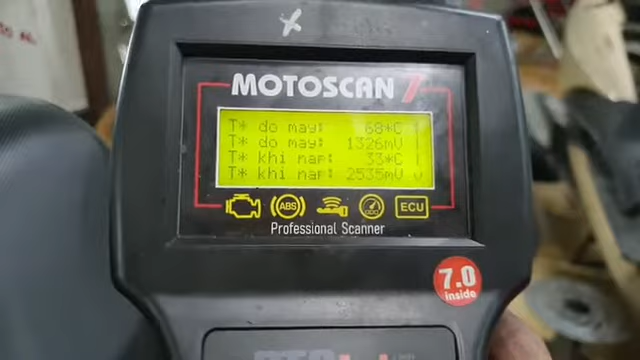 MOTOSCAN 7
T* do may: 68*C
T* do may: 1326mV
T* khi nap: 33*C
T* khi nap: 2535mV v
ABS
ECU
Professional Scanner
7.0
inside